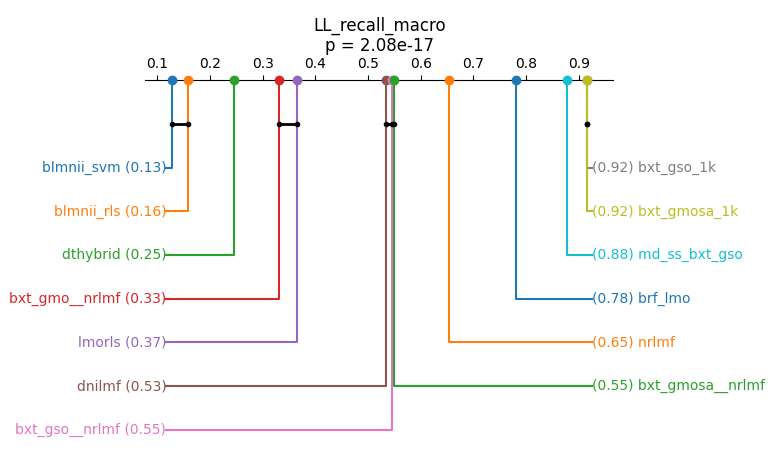 LL_recall_macro
p = 2.08e-17
0.1 0.2 0.3 0.4 0.5 0.6 0.7 0.8 0.9
blmnii_svm (0.13) (0.92) bxt_gso_1k
blmnii_rls (0.16) (0.92) bxt_gmosa_1k
dthybrid (0.25) (0.88) md_ss_bxt_gso
bxt_gmo__nrlmf (0.33) (0.78) brf_lmo
lmorls (0.37) (0.65) nrlmf
dnilmf (0.53) (0.55) bxt_gmosa__nrlmf
bxt_gso__nrlmf (0.55)